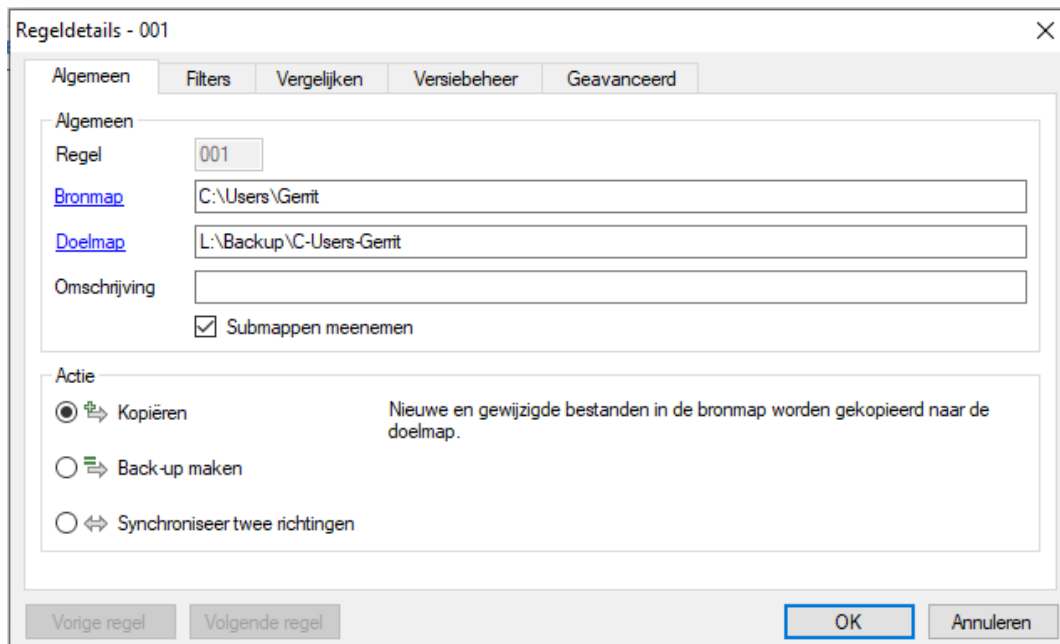 Regeldetails - 001
Algemeen Filters Vergelijken Versiebeheer Geavanceerd
Algemeen
Regel 001
Bronmap C:\Users\Gerrit
Doelmap L:\Backup\C-Users-Gerrit
Omschrijving
Submappen meenemen
Actie
Kopiëren
Nieuwe en gewijzigde bestanden in de bronmap worden gekopieerd naar de
doelmap.
Back-up maken
Synchroniseer twee richtingen
Vorige regel Volgende regel OK Annuleren